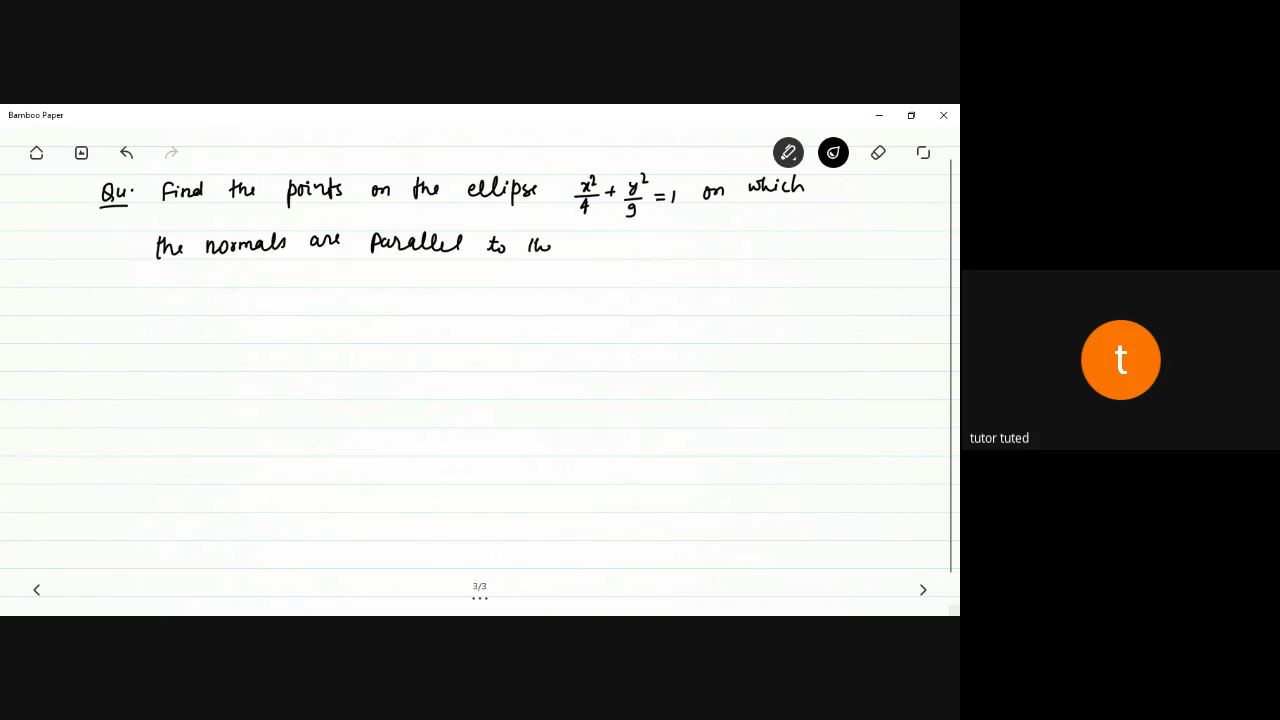 Bamboo Paper
Qu. Find the points on the ellipse x²/4 + y²/9 = 1 on which
the normals are parallel to the
3/3
t
tutor tuted